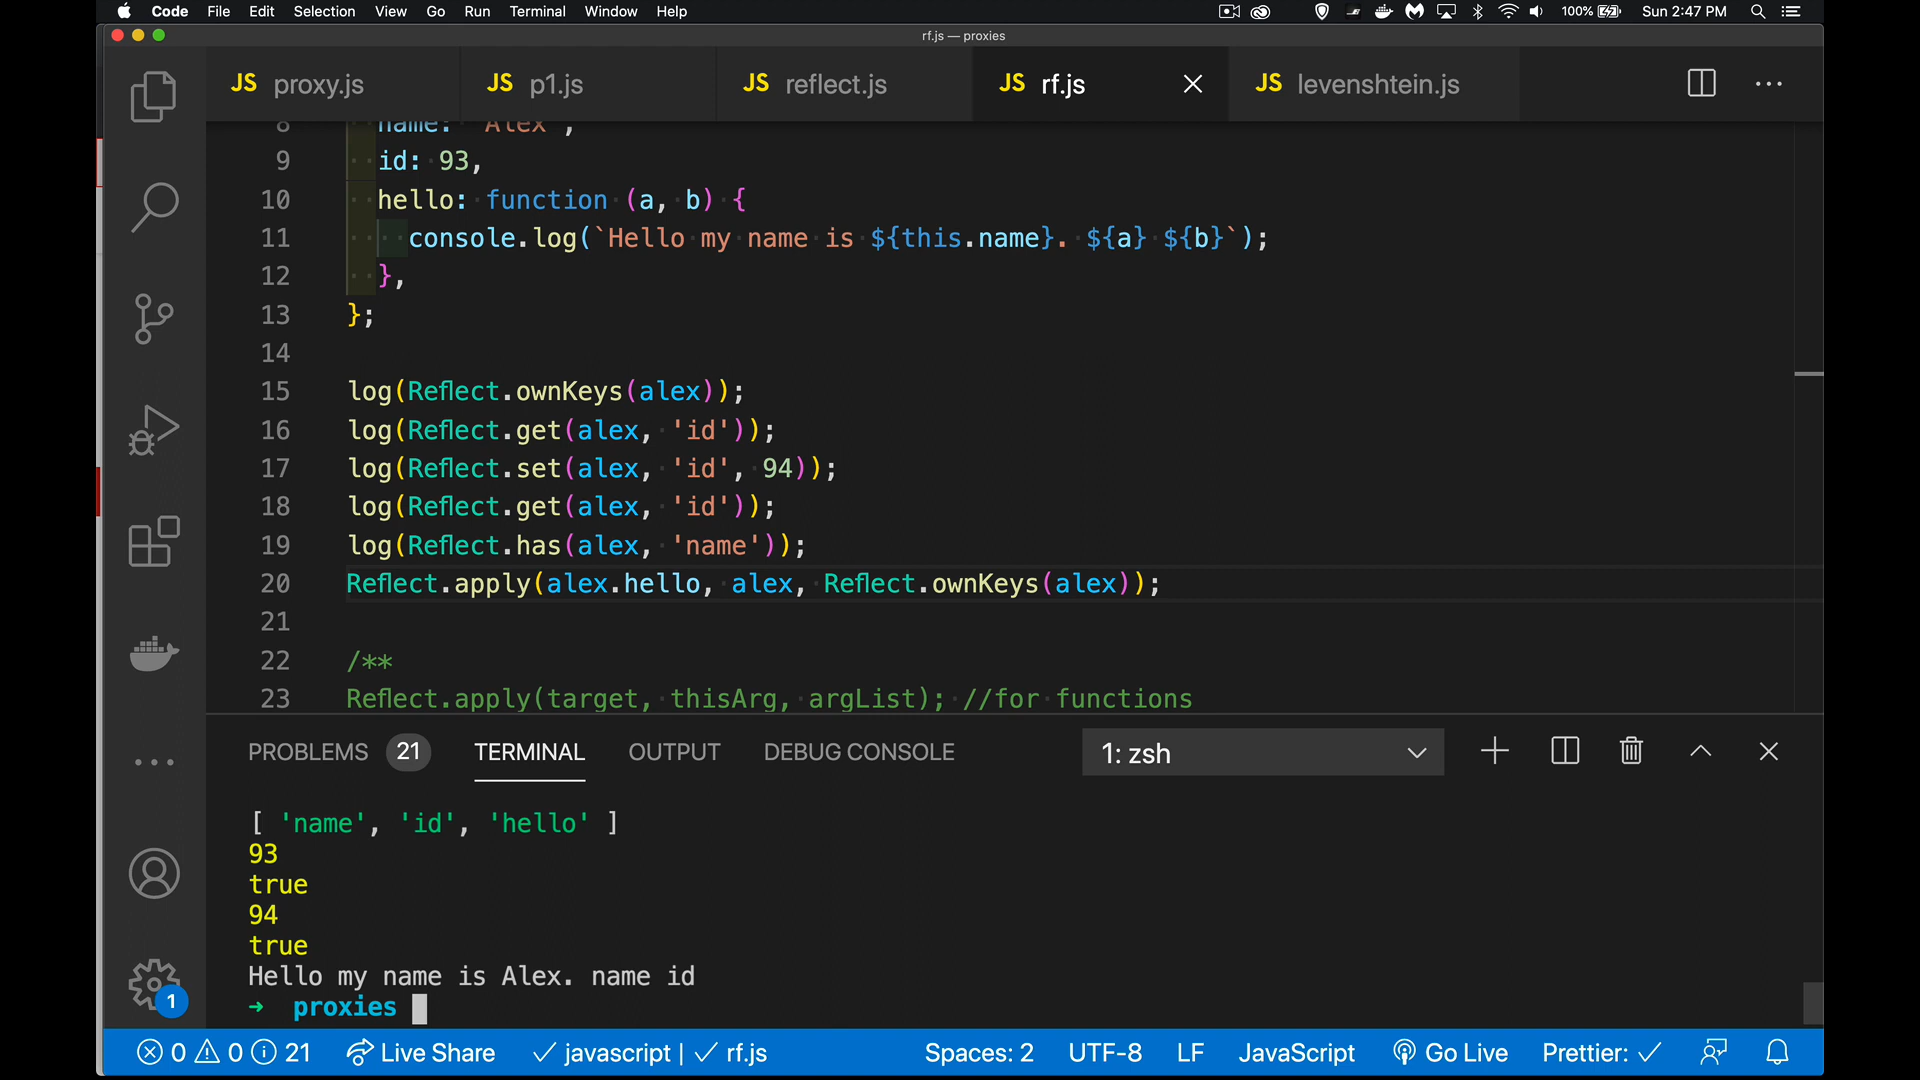 Code File Edit Selection View Go Run Terminal Window Help 100% Sun 2:47 PM
rf.js — proxies
JS proxy.js JS p1.js JS reflect.js JS rf.js JS levenshtein.js
8 name: 'Alex',
9 id: 93,
10 hello: function (a, b) {
11 console.log(`Hello my name is ${this.name}. ${a} ${b}`);
12 },
13 };
14
15 log(Reflect.ownKeys(alex));
16 log(Reflect.get(alex, 'id'));
17 log(Reflect.set(alex, 'id', 94));
18 log(Reflect.get(alex, 'id'));
19 log(Reflect.has(alex, 'name'));
20 Reflect.apply(alex.hello, alex, Reflect.ownKeys(alex));
21
22 /**
23 Reflect.apply(target, thisArg, argList); //for functions
PROBLEMS 21 TERMINAL OUTPUT DEBUG CONSOLE 1: zsh
[ 'name', 'id', 'hello' ]
93
true
94
true
Hello my name is Alex. name id
→ proxies
1
0 0 21 Live Share javascript | rf.js Spaces: 2 UTF-8 LF JavaScript Go Live Prettier: